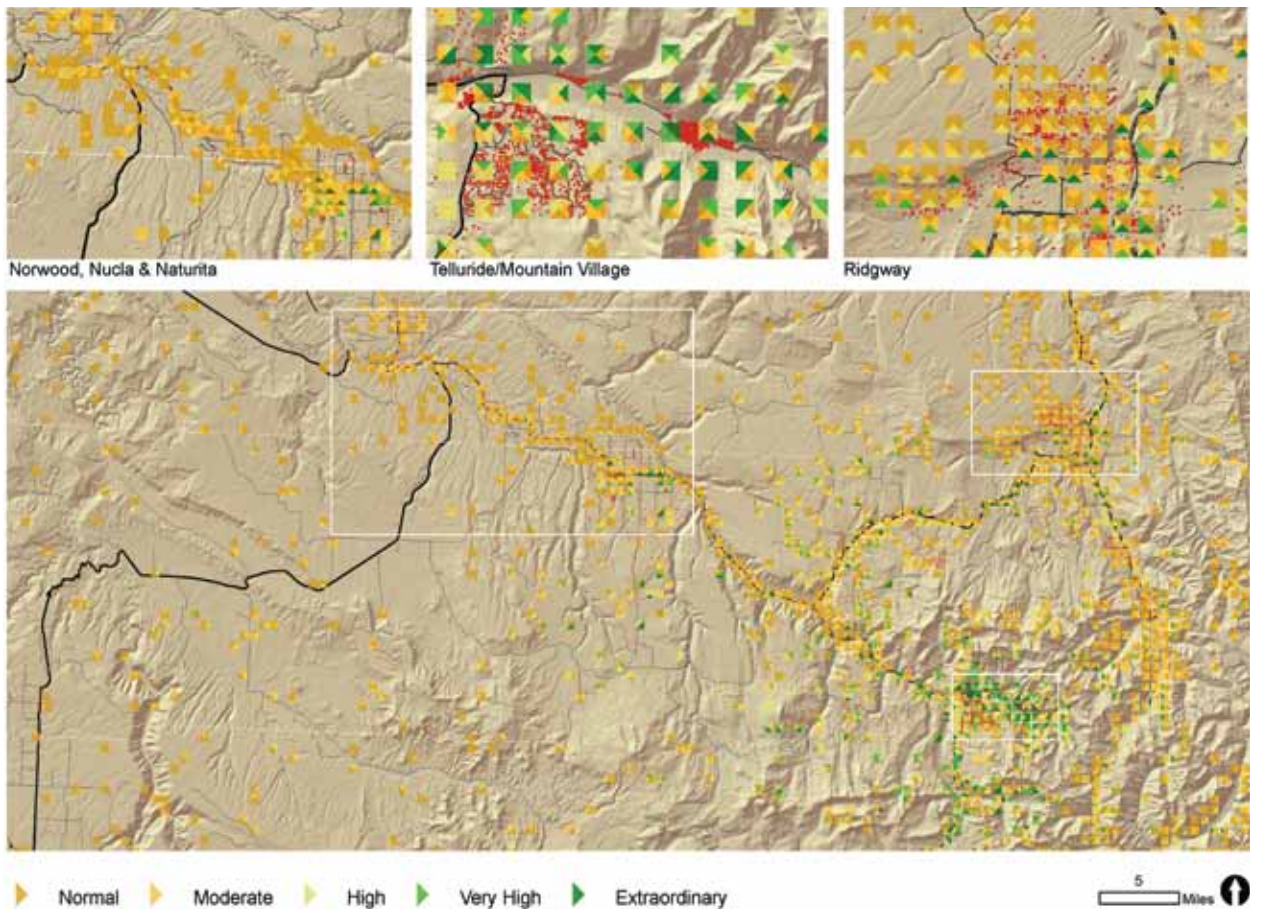 Norwood, Nucla & Naturita
Telluride/Mountain Village
Ridgway
Normal Moderate High Very High Extraordinary
5
Miles